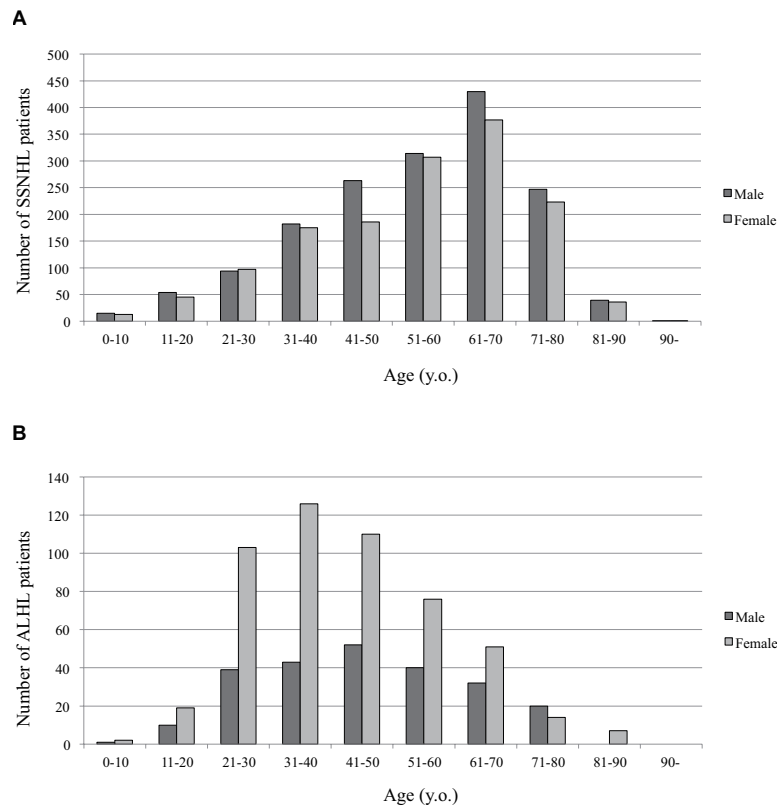 A
Number of SSNHL patients
500
450
400
350
300
250
200
150
100
50
0
0-10 11-20 21-30 31-40 41-50 51-60 61-70 71-80 81-90 90-
Age (y.o.)
Male
Female
B
Number of ALHL patients
140
120
100
80
60
40
20
0
0-10 11-20 21-30 31-40 41-50 51-60 61-70 71-80 81-90 90-
Age (y.o.)
Male
Female